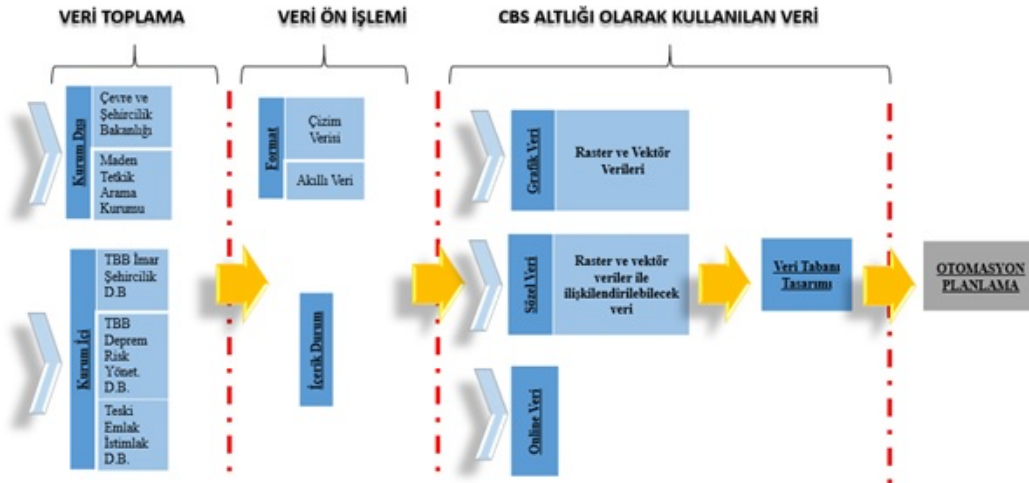 VERİ TOPLAMA
VERİ ÖN İŞLEMİ
CBS ALTLIĞI OLARAK KULLANILAN VERİ
Kurum Dışı
Çevre ve
Şehircilik
Bakanlığı
Maden
Tetkik
Arama
Kurumu
Kurum İçi
TBB İmar
Şehircilik
D.B
TBB
Deprem
Risk
Yönet.
D.B.
Teski
Emlak
İstimlak
D.B.
Format
Çizim
Verisi
Akıllı Veri
İçerik Durum
Grafik Veri
Raster ve Vektör
Verileri
Sözel Veri
Raster ve vektör
veriler ile
ilişkilendirilebilecek
veri
Online Veri
Veri Tabanı
Tasarımı
OTOMASYON
PLANLAMA